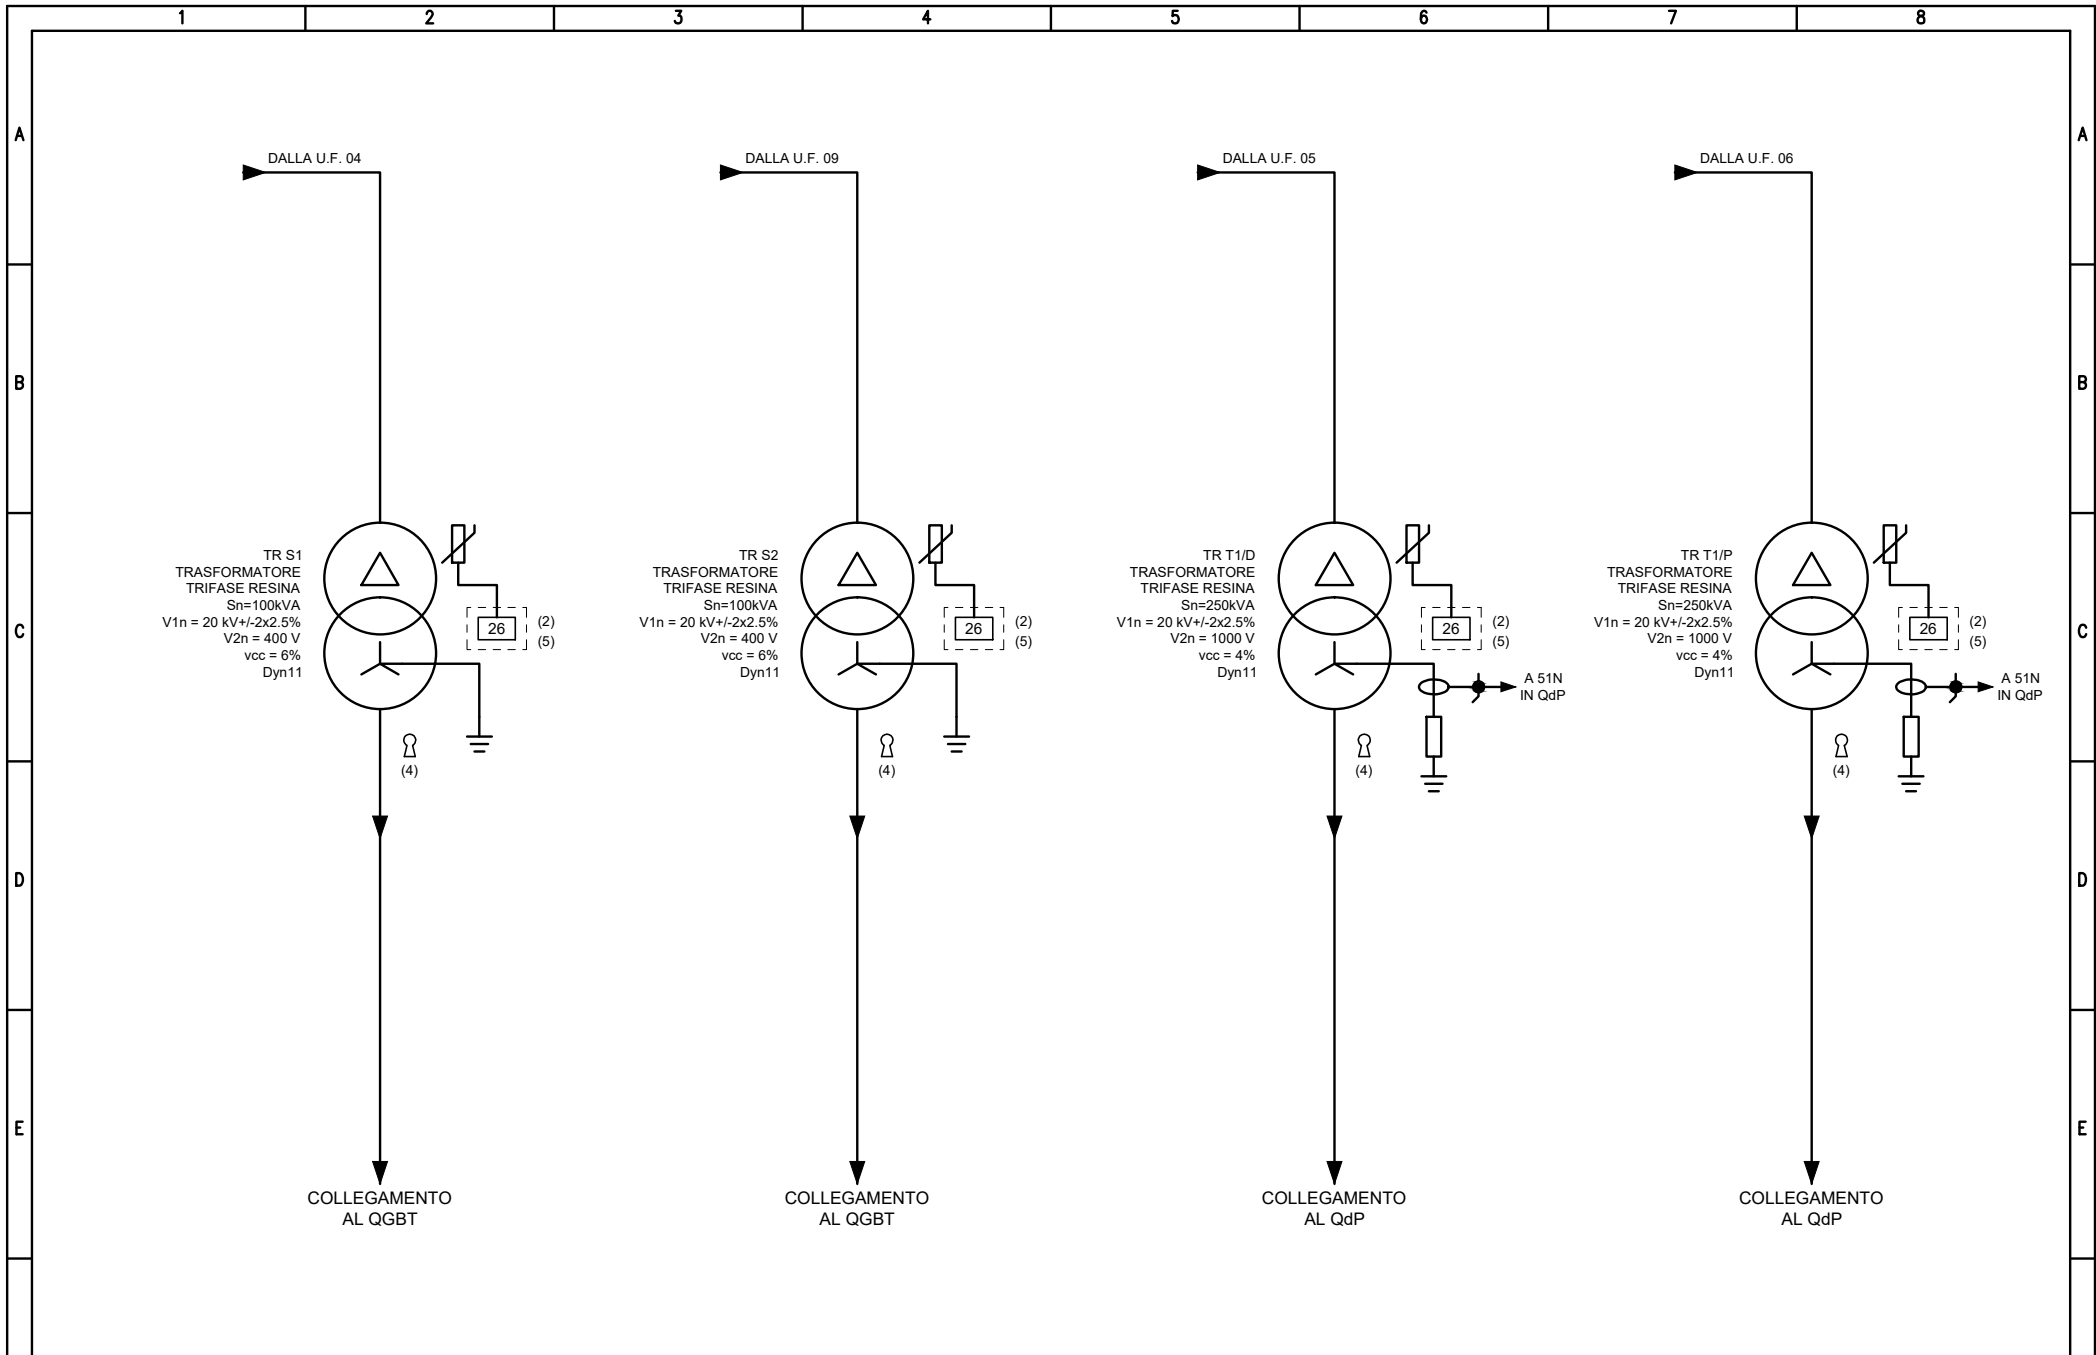 1 2 3 4 5 6 7 8
A A
DALLA U.F. 04
DALLA U.F. 09
DALLA U.F. 05
DALLA U.F. 06
B B
C C
TR S1
TRASFORMATORE
TRIFASE RESINA
Sn=100kVA
V1n = 20 kV+/-2x2.5%
V2n = 400 V
vcc = 6%
Dyn11
26
(2)
(5)
(4)
TR S2
TRASFORMATORE
TRIFASE RESINA
Sn=100kVA
V1n = 20 kV+/-2x2.5%
V2n = 400 V
vcc = 6%
Dyn11
26
(2)
(5)
(4)
TR T1/D
TRASFORMATORE
TRIFASE RESINA
Sn=250kVA
V1n = 20 kV+/-2x2.5%
V2n = 1000 V
vcc = 4%
Dyn11
26
(2)
(5)
A 51N
IN QdP
(4)
TR T1/P
TRASFORMATORE
TRIFASE RESINA
Sn=250kVA
V1n = 20 kV+/-2x2.5%
V2n = 1000 V
vcc = 4%
Dyn11
26
(2)
(5)
A 51N
IN QdP
(4)
D D
E E
COLLEGAMENTO
AL QGBT
COLLEGAMENTO
AL QGBT
COLLEGAMENTO
AL QdP
COLLEGAMENTO
AL QdP